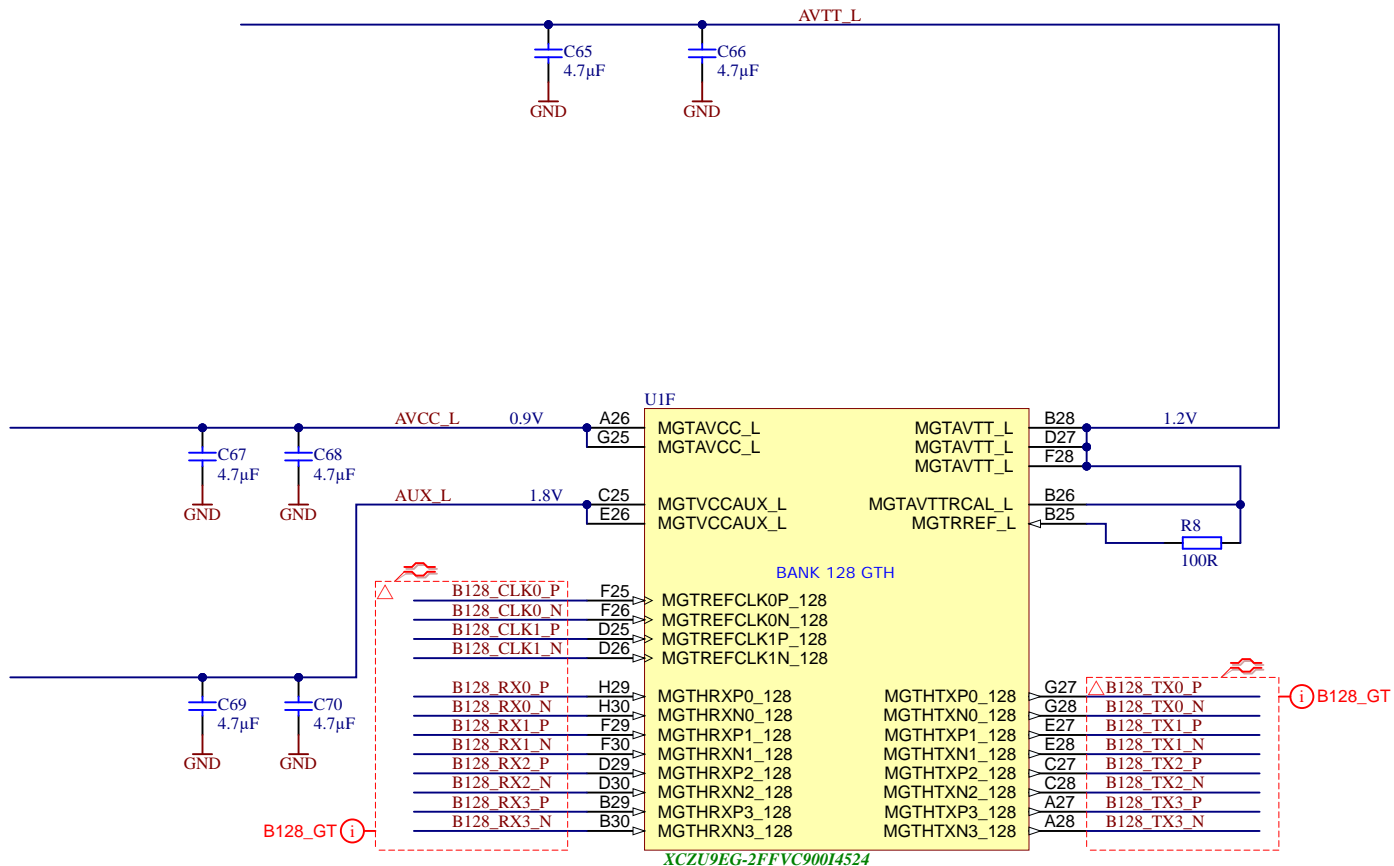 AVTT_L
C65
4.7µF
GND
C66
4.7µF
GND
U1F
AVCC_L 0.9V A26 MGTAVCC_L MGTAVTT_L B28 1.2V
G25 MGTAVCC_L MGTAVTT_L D27
MGTAVTT_L F28
C67
4.7µF
GND
C68
4.7µF
GND
AUX_L 1.8V C25 MGTVCCAUX_L MGTAVTTRCAL_L B26
E26 MGTVCCAUX_L MGTRREF_L B25
R8
100R
BANK 128 GTH
B128_CLK0_P F25 MGTREFCLK0P_128
B128_CLK0_N F26 MGTREFCLK0N_128
B128_CLK1_P D25 MGTREFCLK1P_128
B128_CLK1_N D26 MGTREFCLK1N_128
C69
4.7µF
GND
C70
4.7µF
GND
B128_RX0_P H29 MGTHRXP0_128 MGTHTXP0_128 G27 B128_TX0_P
B128_RX0_N H30 MGTHRXN0_128 MGTHTXN0_128 G28 B128_TX0_N
B128_RX1_P F29 MGTHRXP1_128 MGTHTXP1_128 E27 B128_TX1_P
B128_RX1_N F30 MGTHRXN1_128 MGTHTXN1_128 E28 B128_TX1_N
B128_RX2_P D29 MGTHRXP2_128 MGTHTXP2_128 C27 B128_TX2_P
B128_RX2_N D30 MGTHRXN2_128 MGTHTXN2_128 C28 B128_TX2_N
B128_RX3_P B29 MGTHRXP3_128 MGTHTXP3_128 A27 B128_TX3_P
B128_RX3_N B30 MGTHRXN3_128 MGTHTXN3_128 A28 B128_TX3_N
i B128_GT
B128_GT i
XCZU9EG-2FFVC900I4524